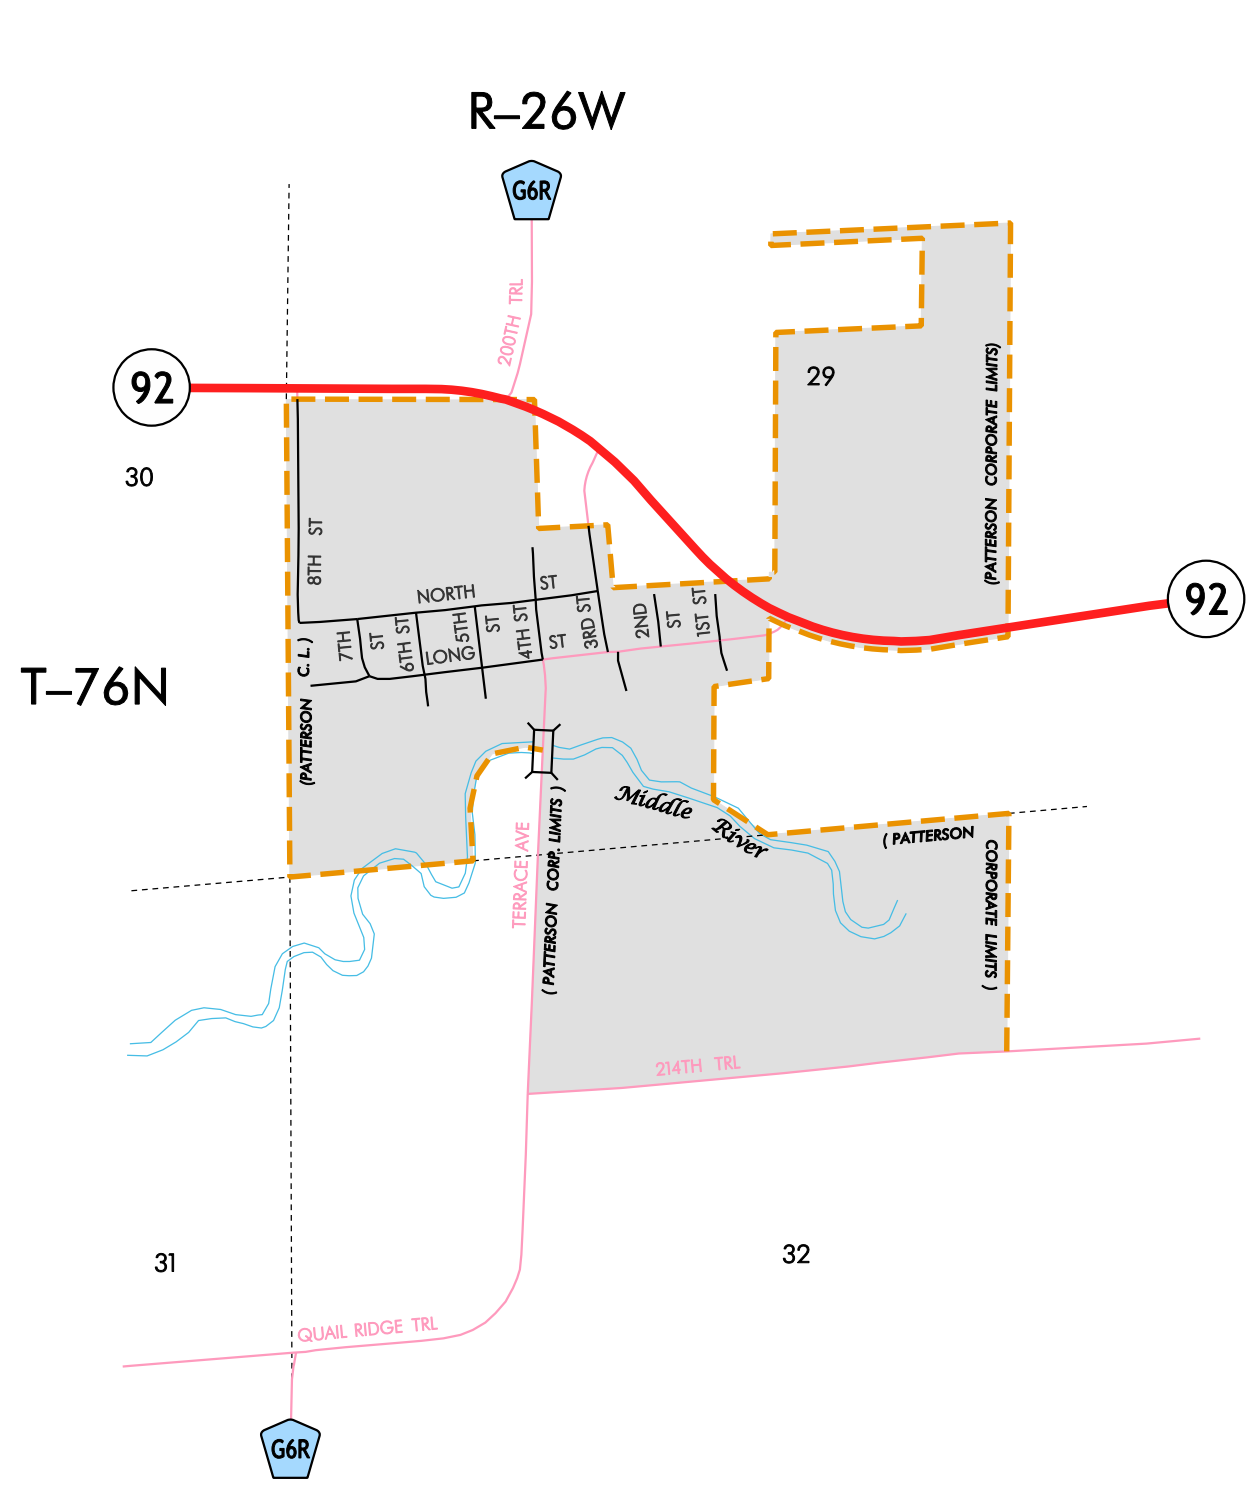 R–26W
G6R
200TH TRL
92
29
(PATTERSON CORPORATE LIMITS)
30
8TH ST
NORTH ST
92
7TH ST
6TH ST
5TH ST
4TH ST
3RD ST
2ND ST
1ST ST
LONG ST
T–76N
(PATTERSON C. L.)
Middle River
TERRACE AVE
( PATTERSON CORP. LIMITS )
( PATTERSON CORPORATE LIMITS )
214TH TRL
31
32
QUAIL RIDGE TRL
G6R